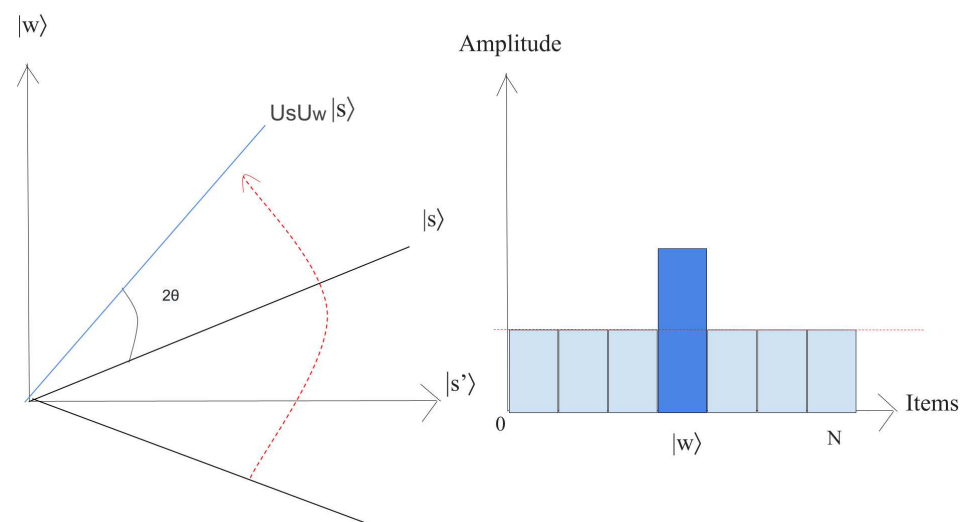 |w⟩
UsUw|s⟩
|s⟩
2θ
|s’⟩
Amplitude
Items
0
|w⟩
N